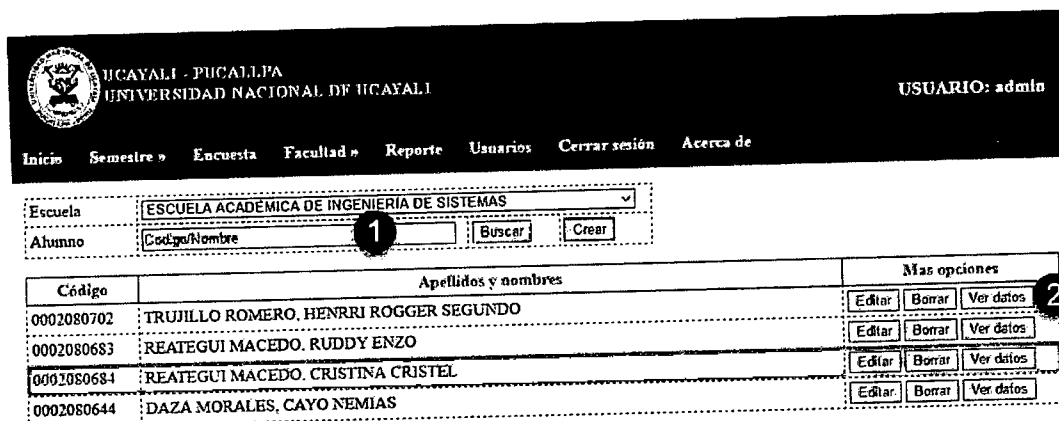 UCAYALI - PUCALLPA
UNIVERSIDAD NACIONAL DE UCAYALI
USUARIO: admin
Inicio Semestre » Encuesta Facultad » Reporte Usuarios Cerrar sesión Acerca de
Escuela ESCUELA ACADÉMICA DE INGENIERÍA DE SISTEMAS
Alumno Codigo/Nombre 1 Buscar Crear
Código Apellidos y nombres Mas opciones
0002080702 TRUJILLO ROMERO, HENRRI ROGGER SEGUNDO Editar Borrar Ver datos 2
0002080683 REATEGUI MACEDO, RUDDY ENZO Editar Borrar Ver datos
0002080684 REATEGUI MACEDO, CRISTINA CRISTEL Editar Borrar Ver datos
0002080644 DAZA MORALES, CAYO NEMIAS Editar Borrar Ver datos